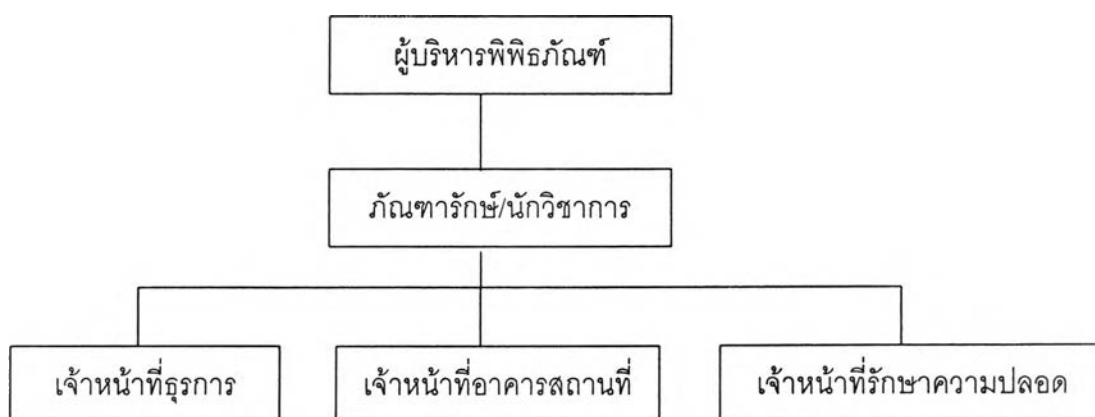 ผู้บริหารพิพิธภัณฑ์
ภัณฑารักษ์/นักวิชาการ
เจ้าหน้าที่ธุรการ
เจ้าหน้าที่อาคารสถานที่
เจ้าหน้าที่รักษาความปลอด